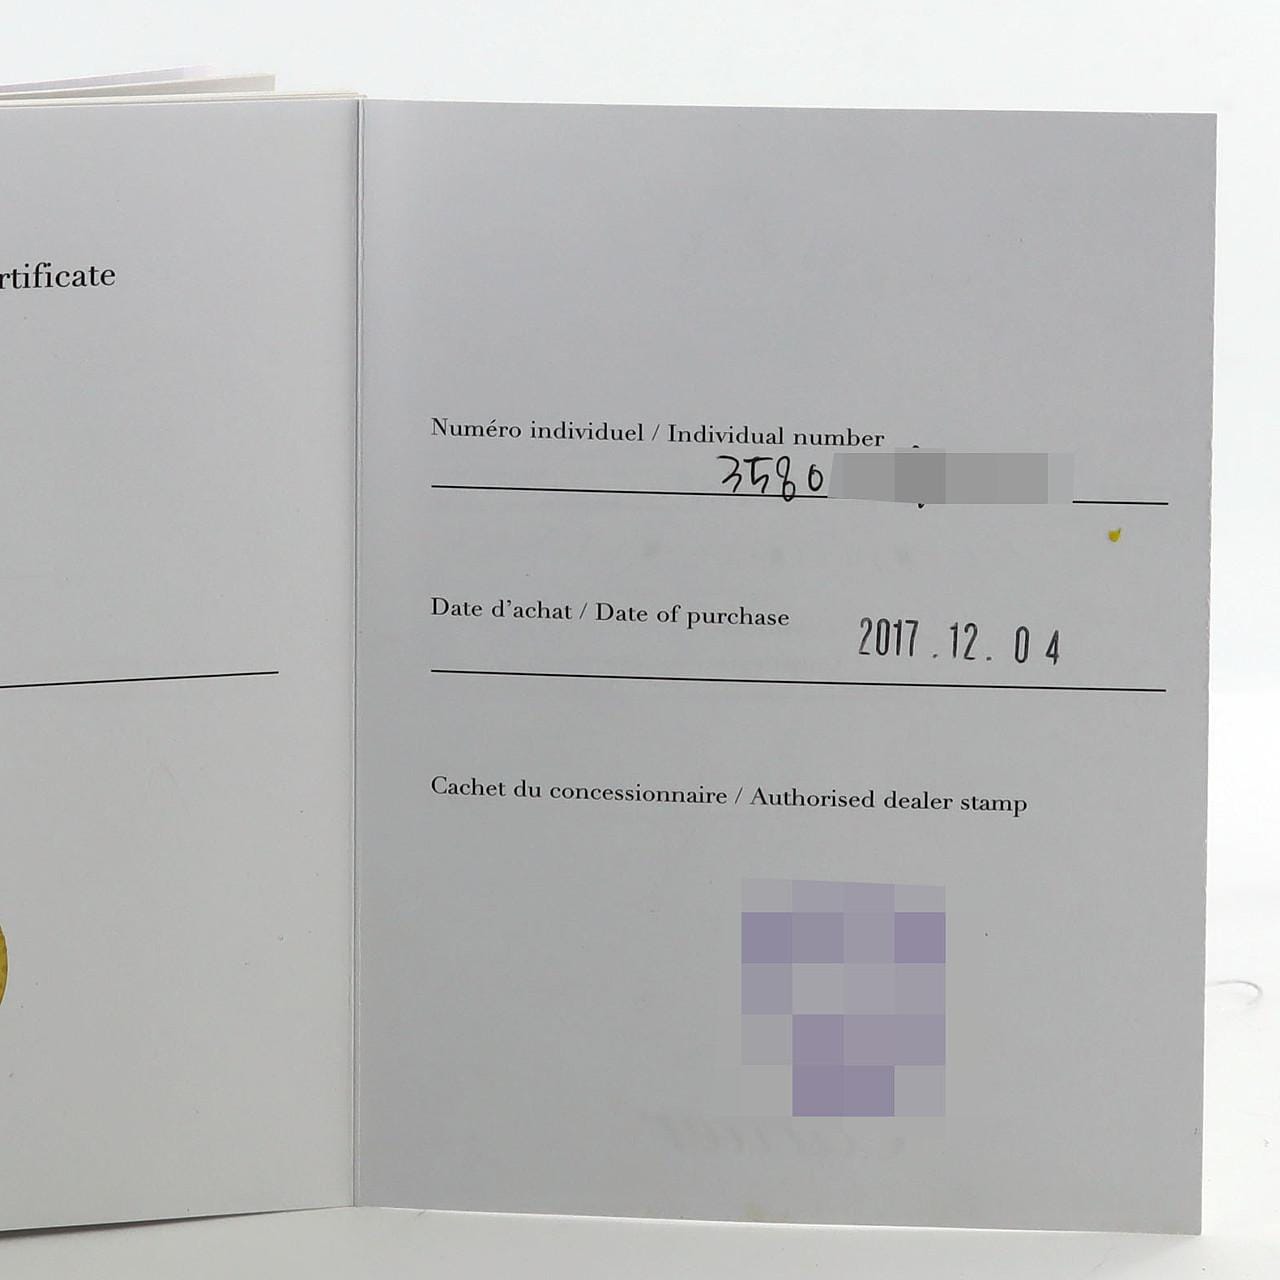 rtificate
Numéro individuel / Individual number
3580
Date d'achat / Date of purchase
2017.12.04
Cachet du concessionnaire / Authorised dealer stamp